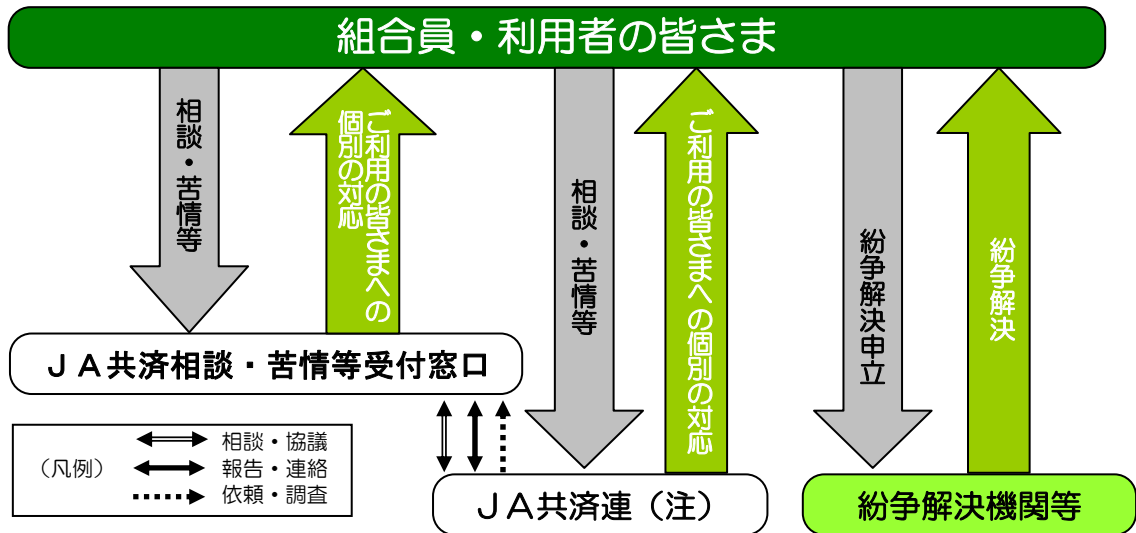 組合員・利用者の皆さま
相談・苦情等
ご利用の皆さまへの
個別の対応
相談・苦情等
ご利用の皆さまへの個別の対応
紛争解決申立
紛争解決
ＪＡ共済相談・苦情等受付窓口
（凡例）
相談・協議
報告・連絡
依頼・調査
ＪＡ共済連（注）
紛争解決機関等